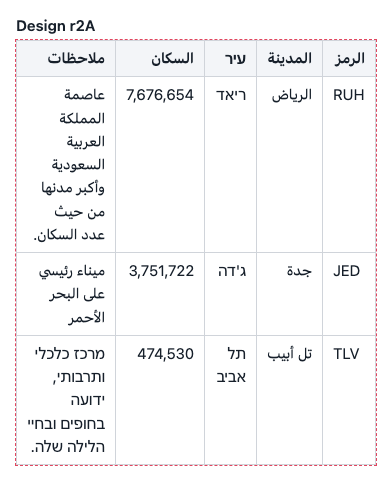 Design r2A
الرمز المدينة עיר السكان ملاحظات
RUH الرياض ריאד 7,676,654 عاصمة
المملكة
العربية
السعودية
وأكبر مدنها
من حيث
عدد السكان.
JED جدة ג'דה 3,751,722 ميناء رئيسي
على البحر
الأحمر
TLV تل أبيب תל 474,530 מרכז כלכלי
אביב ותרבותי,
ידועה
בחופים ובחיי
הלילה שלה.